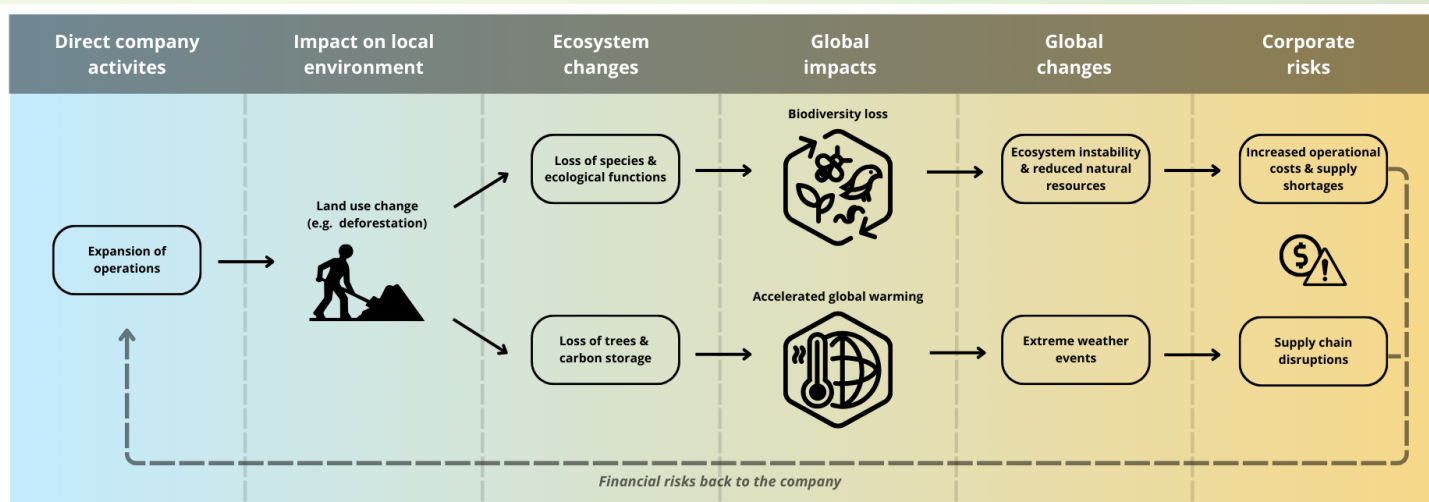 Direct company
activites
Impact on local
environment
Ecosystem
changes
Global
impacts
Global
changes
Corporate
risks
Expansion of
operations
Land use change
(e.g. deforestation)
Loss of species &
ecological functions
Biodiversity loss
Ecosystem instability
& reduced natural
resources
Increased operational
costs & supply
shortages
$
!
Loss of trees &
carbon storage
Accelerated global warming
Extreme weather
events
Supply chain
disruptions
Financial risks back to the company